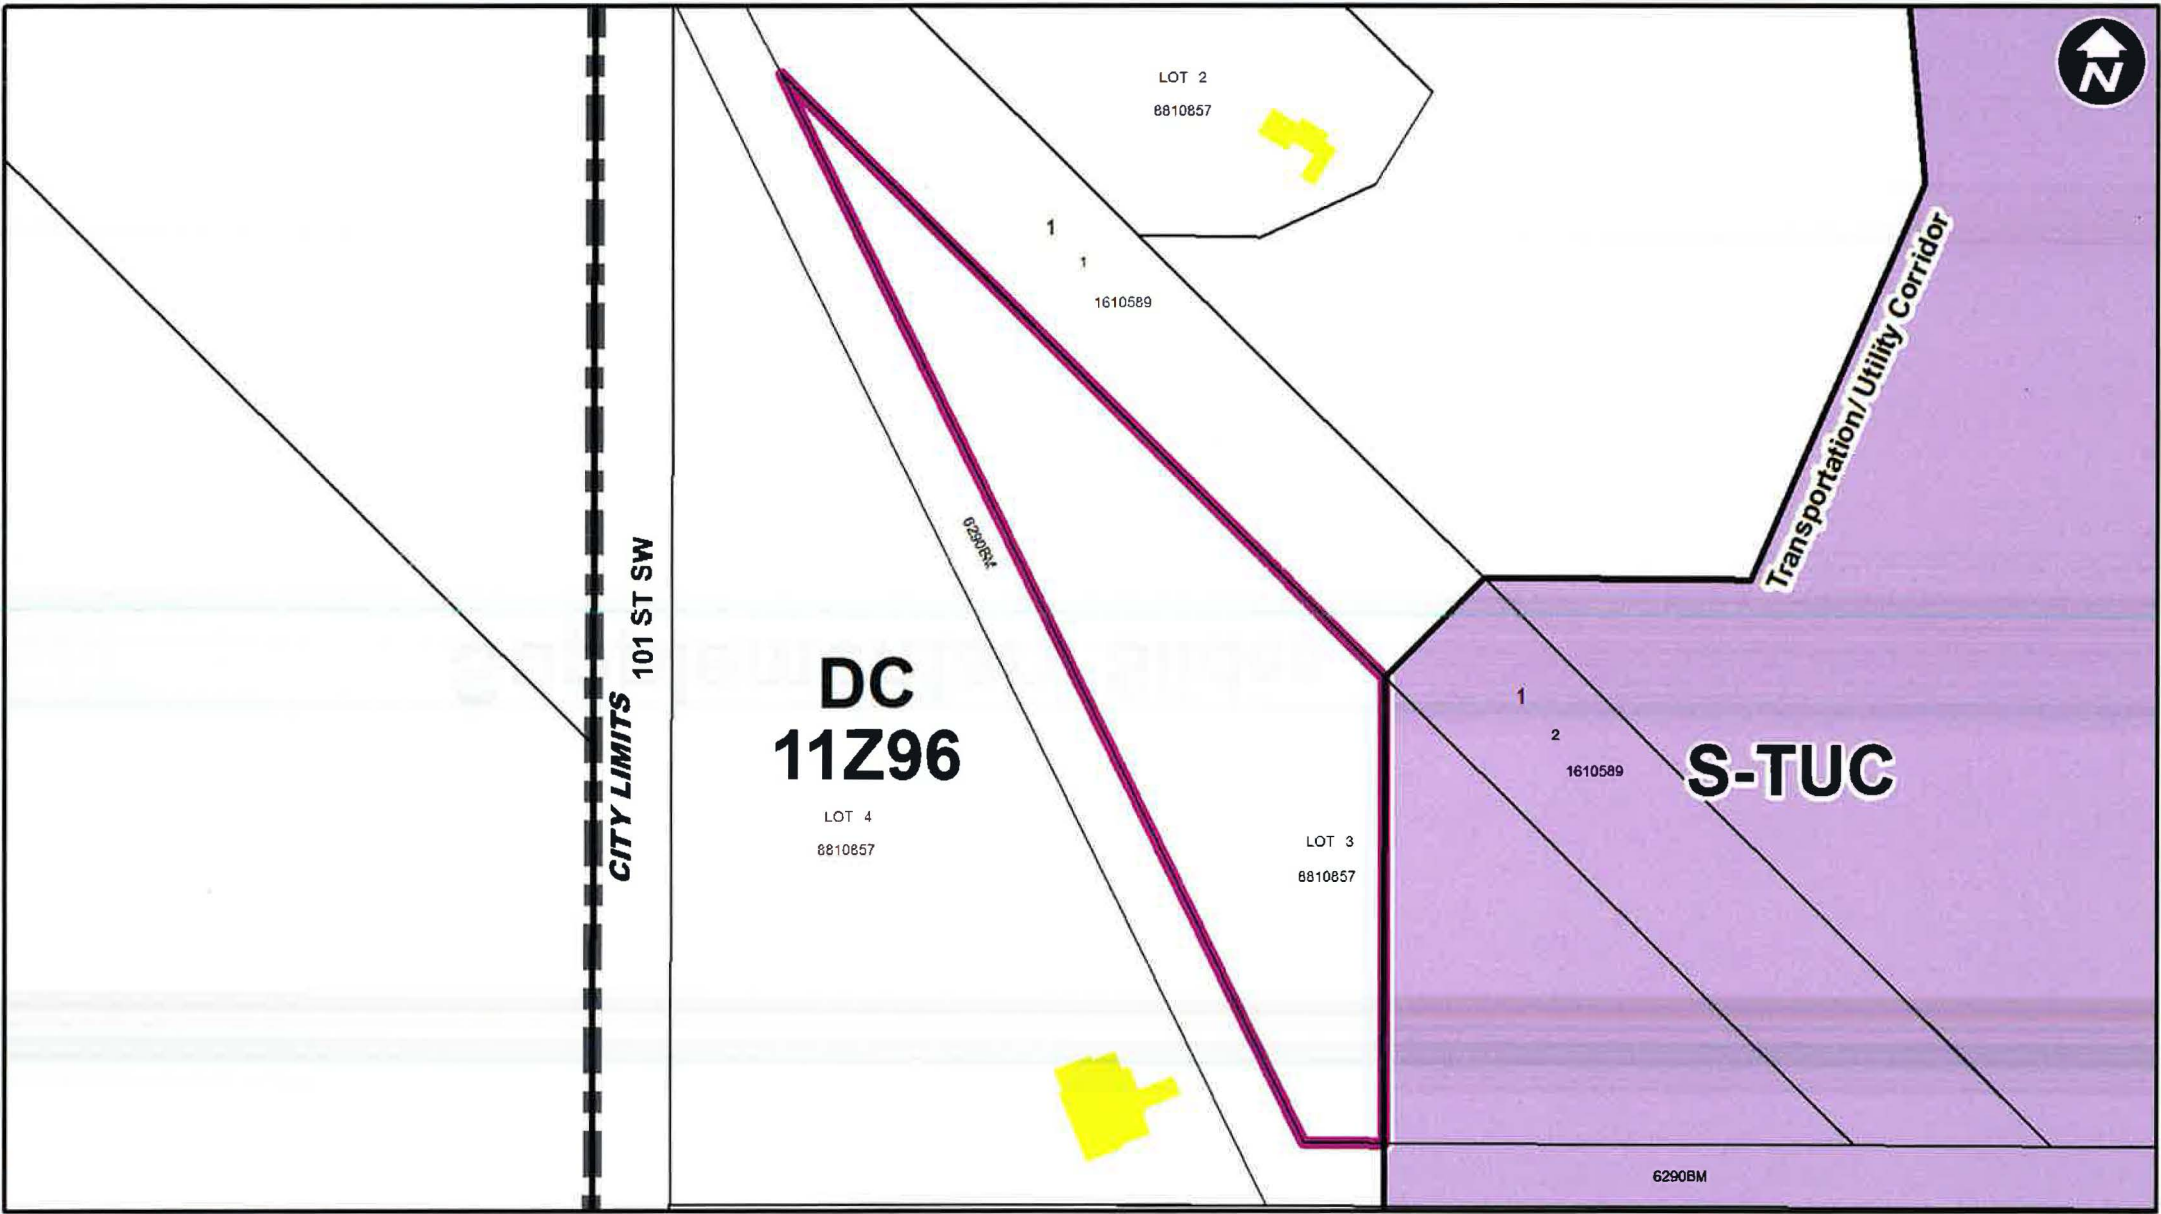 N
LOT 2
8810857
1
1
1610589
Transportation/ Utility Corridor
6290BM
101 ST SW
CITY LIMITS
DC
11Z96
LOT 4
8810857
LOT 3
8810857
1
2
1610589
S-TUC
6290BM